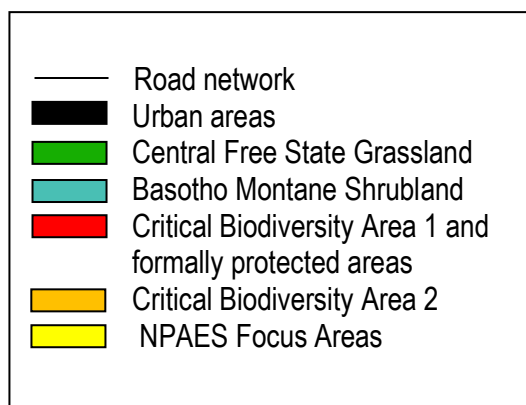 Road network
Urban areas
Central Free State Grassland
Basotho Montane Shrubland
Critical Biodiversity Area 1 and
formally protected areas
Critical Biodiversity Area 2
NPAES Focus Areas